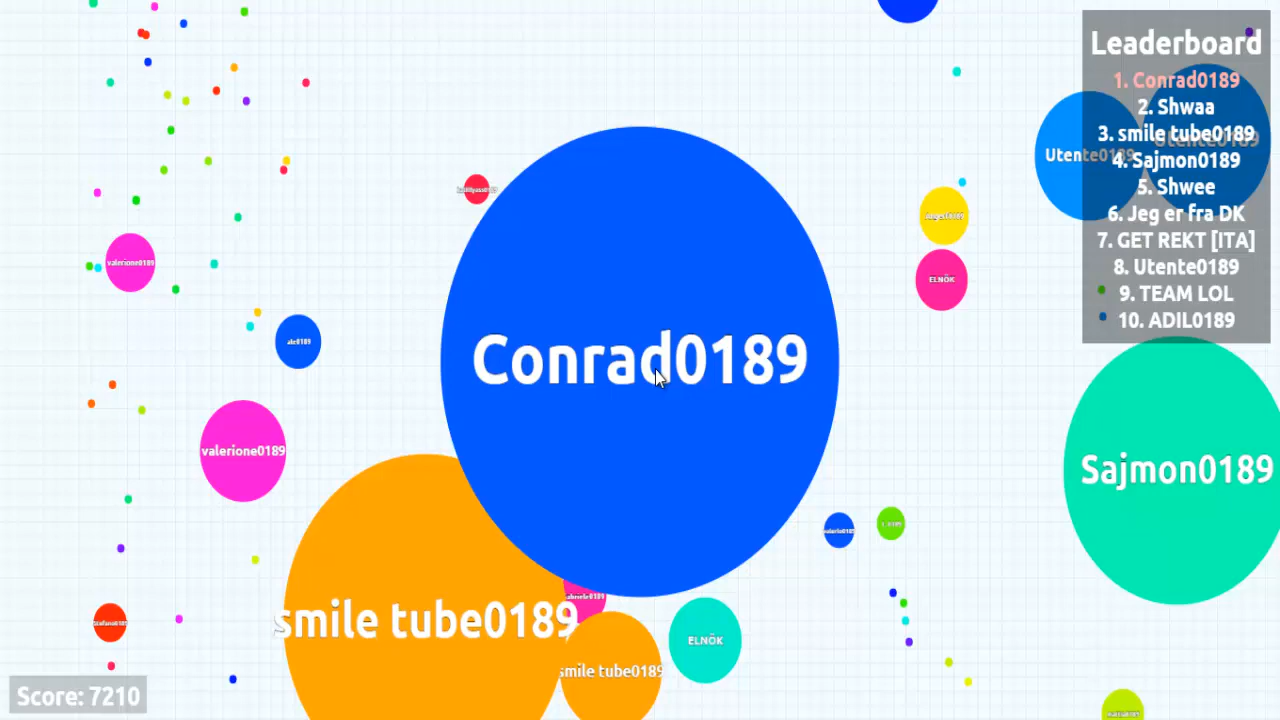 Leaderboard
1. Conrad0189
2. Shwaa
3. smile tube0189
4. Sajmon0189
5. Shwee
6. Jeg er fra DK
7. GET REKT [ITA]
8. Utente0189
9. TEAM LOL
10. ADIL0189
Utente0189
Utente0189
valerione0189
ELNÖK
Conrad0189
valerione0189
Sajmon0189
smile tube0189
ELNÖK
smile tube0189
Score: 7210